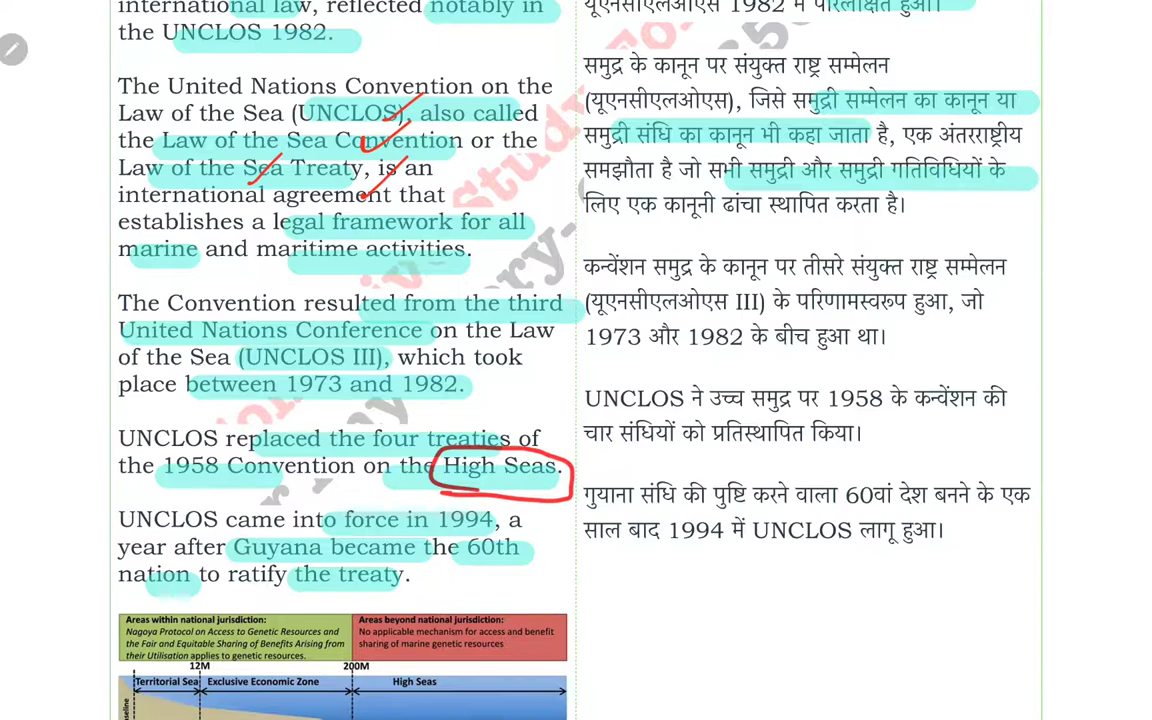 international law, reflected notably in
the UNCLOS 1982.
The United Nations Convention on the
Law of the Sea (UNCLOS), also called
the Law of the Sea Convention or the
Law of the Sea Treaty, is an
international agreement that
establishes a legal framework for all
marine and maritime activities.
The Convention resulted from the third
United Nations Conference on the Law
of the Sea (UNCLOS III), which took
place between 1973 and 1982.
UNCLOS replaced the four treaties of
the 1958 Convention on the High Seas.
UNCLOS came into force in 1994, a
year after Guyana became the 60th
nation to ratify the treaty.
Areas within national jurisdiction:
Nagoya Protocol on Access to Genetic Resources and
the Fair and Equitable Sharing of Benefits Arising from
their Utilisation applies to genetic resources.
Areas beyond national jurisdiction:
No applicable mechanism for access and benefit
sharing of marine genetic resources
12M
200M
Territorial Sea
Exclusive Economic Zone
High Seas
यूएनसीएलओएस 1982 में परिलक्षित हुआ।
समुद्र के कानून पर संयुक्त राष्ट्र सम्मेलन
(यूएनसीएलओएस), जिसे समुद्री सम्मेलन का कानून या
समुद्री संधि का कानून भी कहा जाता है, एक अंतरराष्ट्रीय
समझौता है जो सभी समुद्री और समुद्री गतिविधियों के
लिए एक कानूनी ढांचा स्थापित करता है।
कन्वेंशन समुद्र के कानून पर तीसरे संयुक्त राष्ट्र सम्मेलन
(यूएनसीएलओएस III) के परिणामस्वरूप हुआ, जो
1973 और 1982 के बीच हुआ था।
UNCLOS ने उच्च समुद्र पर 1958 के कन्वेंशन की
चार संधियों को प्रतिस्थापित किया।
गुयाना संधि की पुष्टि करने वाला 60वां देश बनने के एक
साल बाद 1994 में UNCLOS लागू हुआ।